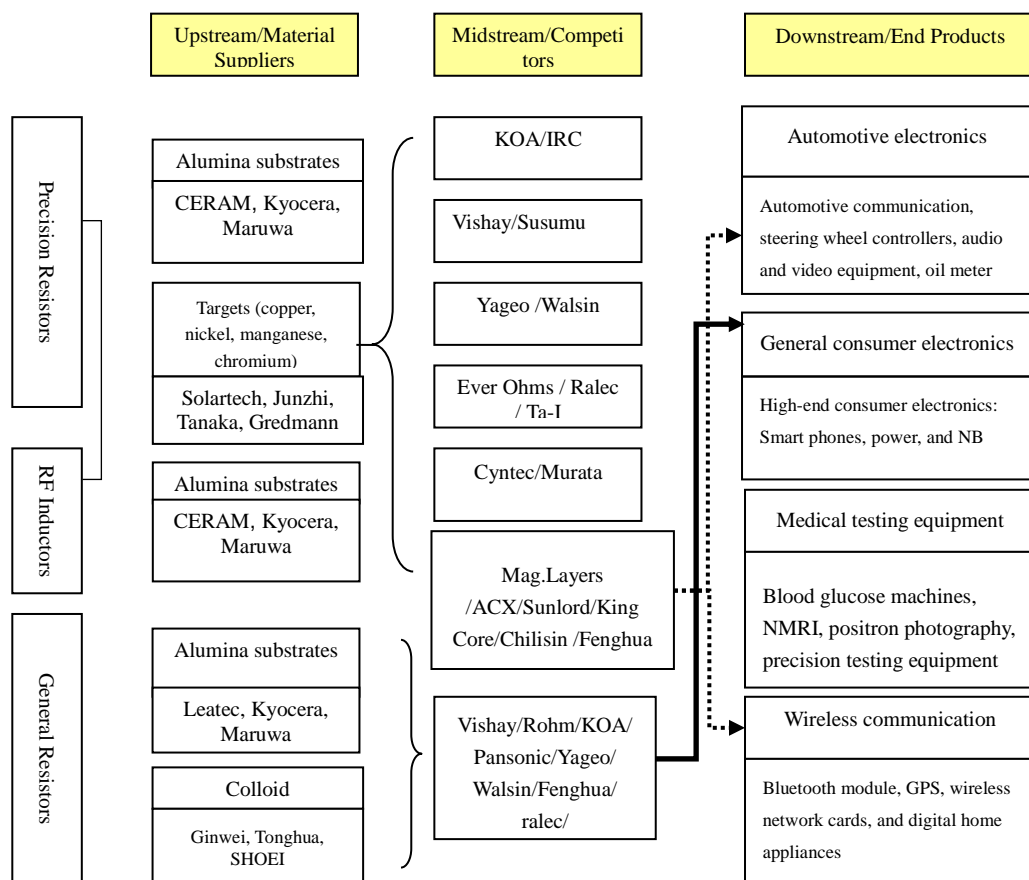 Upstream/Material
Suppliers
Midstream/Competi
tors
Downstream/End Products
Precision Resistors
RF Inductors
General Resistors
Alumina substrates
CERAM, Kyocera,
Maruwa
Targets (copper,
nickel, manganese,
chromium)
Solartech, Junzhi,
Tanaka, Gredmann
Alumina substrates
CERAM, Kyocera,
Maruwa
Alumina substrates
Leatec, Kyocera,
Maruwa
Colloid
Ginwei, Tonghua,
SHOEI
KOA/IRC
Vishay/Susumu
Yageo /Walsin
Ever Ohms / Ralec
/ Ta-I
Cyntec/Murata
Mag.Layers
/ACX/Sunlord/King
Core/Chilisin /Fenghua
Vishay/Rohm/KOA/
Pansonic/Yageo/
Walsin/Fenghua/
ralec/
Automotive electronics
Automotive communication,
steering wheel controllers, audio
and video equipment, oil meter
General consumer electronics
High-end consumer electronics:
Smart phones, power, and NB
Medical testing equipment
Blood glucose machines,
NMRI, positron photography,
precision testing equipment
Wireless communication
Bluetooth module, GPS, wireless
network cards, and digital home
appliances